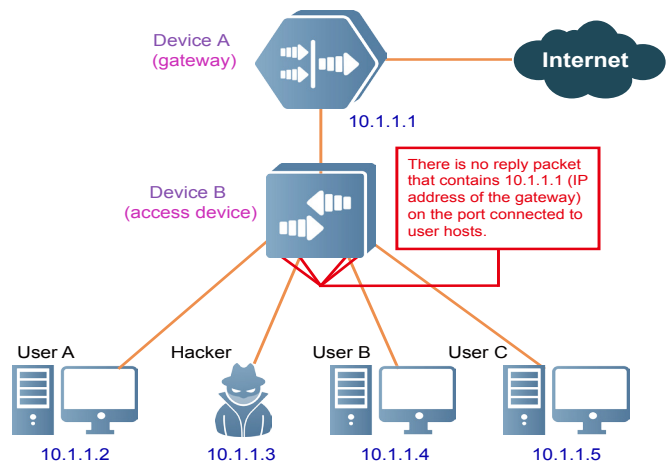 Device A
(gateway)
Internet
10.1.1.1
Device B
(access device)
There is no reply packet
that contains 10.1.1.1 (IP
address of the gateway)
on the port connected to
user hosts.
User A
Hacker
User B
User C
10.1.1.2
10.1.1.3
10.1.1.4
10.1.1.5